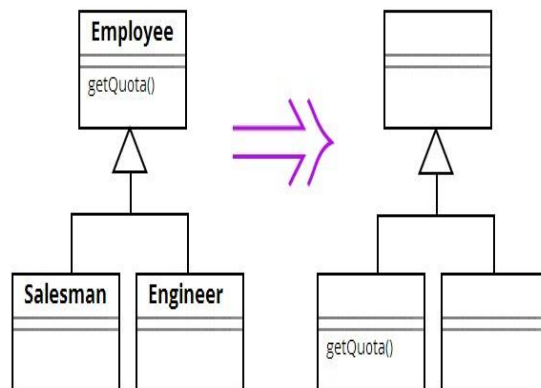 Employee
getQuota()
Salesman
Engineer
getQuota()